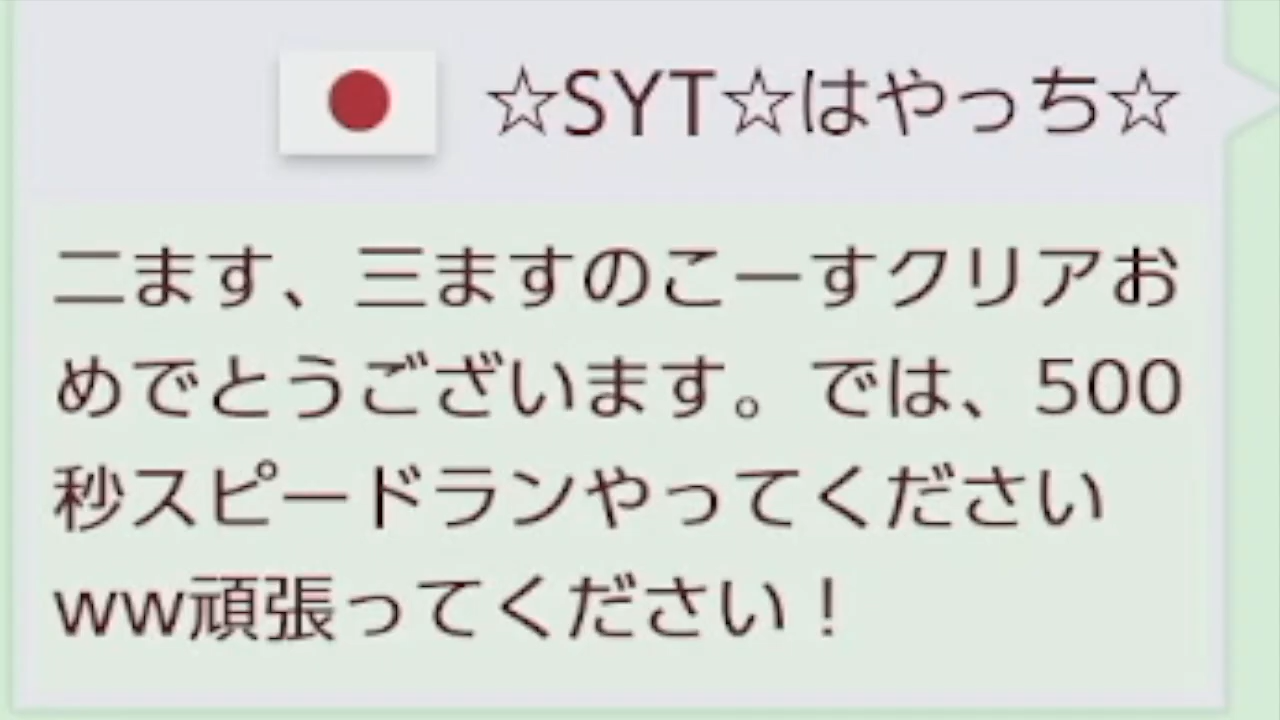 ☆SYT☆はやっち☆
二ます、三ますのこーすクリアお
めでとうございます。では、500
秒スピードランやってください
ww頑張ってください！